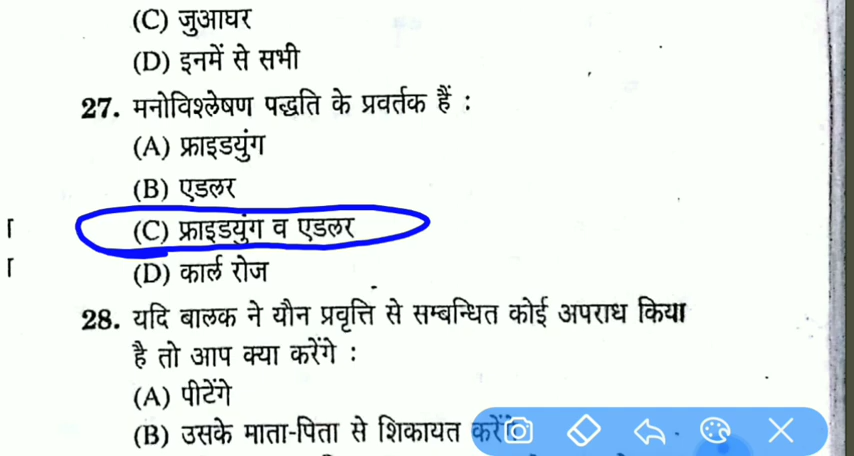 (C) जुआघर
(D) इनमें से सभी
27. मनोविश्लेषण पद्धति के प्रवर्तक हैं :
(A) फ्राइडयुंग
(B) एडलर
(C) फ्राइडयुंग व एडलर
(D) कार्ल रोज
28. यदि बालक ने यौन प्रवृत्ति से सम्बन्धित कोई अपराध किया
है तो आप क्या करेंगे :
(A) पीटेंगे
(B) उसके माता-पिता से शिकायत